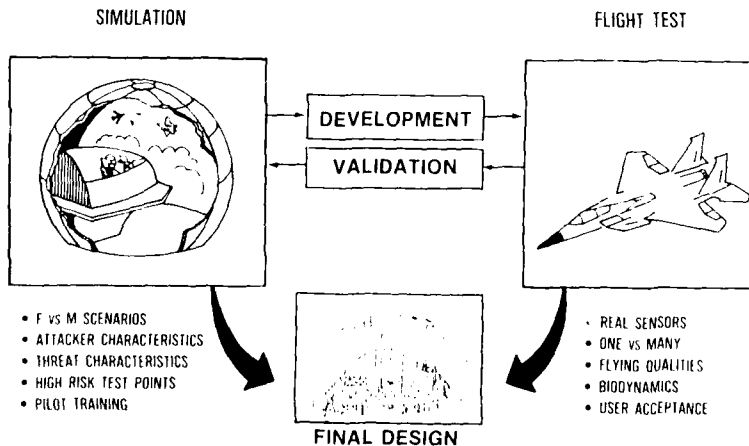 SIMULATION
FLIGHT TEST
DEVELOPMENT
VALIDATION
• F vs M SCENARIOS
• ATTACKER CHARACTERISTICS
• THREAT CHARACTERISTICS
• HIGH RISK TEST POINTS
• PILOT TRAINING
• REAL SENSORS
• ONE vs MANY
• FLYING QUALITIES
• BIODYNAMICS
• USER ACCEPTANCE
FINAL DESIGN